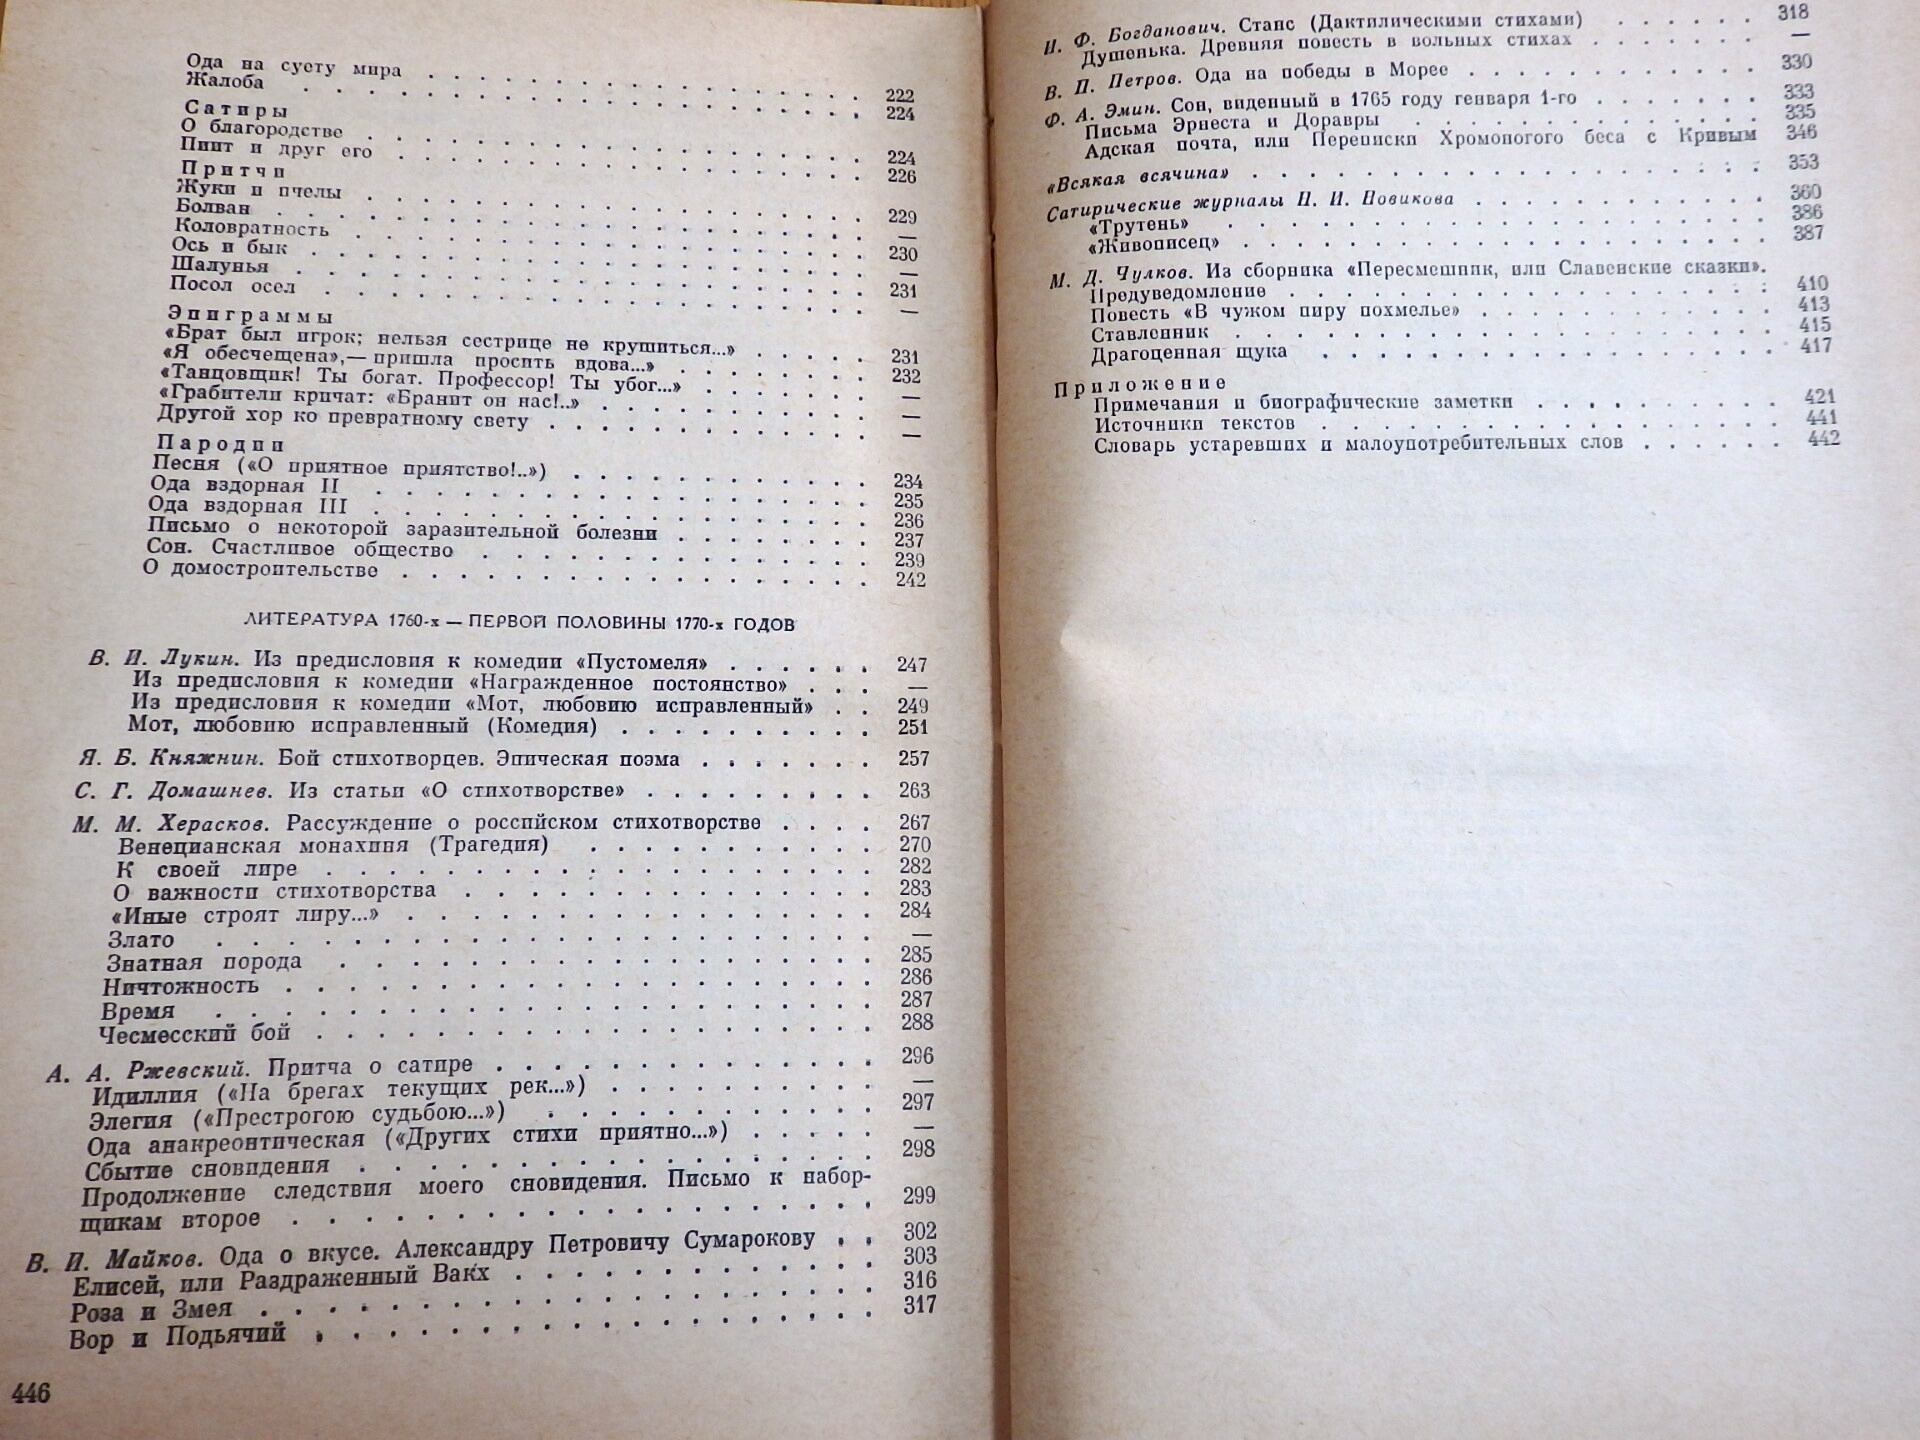 Ода на суету мира . . . . . . . . . . . . . . . . 222
Жалоба . . . . . . . . . . . . . . . . 224
Сатиры
О благородстве . . . . . . . . . . . . . . . . 224
Пиит и друг его . . . . . . . . . . . . . . . . 226
Притчи
Жуки и пчелы . . . . . . . . . . . . . . . . 229
Болван . . . . . . . . . . . . . . . . —
Коловратность . . . . . . . . . . . . . . . . 230
Ось и бык . . . . . . . . . . . . . . . . —
Шалунья . . . . . . . . . . . . . . . . 231
Посол осел . . . . . . . . . . . . . . . . —
Эпиграммы
«Брат был игрок; нельзя сестрице не крушиться...» . . . . . 231
«Я обесчещена»,— пришла просить вдова...» . . . . . . . 232
«Танцовщик! Ты богат. Профессор! Ты убог...» . . . . . . . —
«Грабители кричат: «Бранит он нас!..» . . . . . . . . . . —
Другой хор ко превратному свету . . . . . . . . . . . . —
Пародии
Песня («О приятное приятство!..») . . . . . . . . . . . 234
Ода вздорная II . . . . . . . . . . . . . . . . 235
Ода вздорная III . . . . . . . . . . . . . . . . 236
Письмо о некоторой заразительной болезни . . . . . . . 237
Сон. Счастливое общество . . . . . . . . . . . . . . 239
О домостроительстве . . . . . . . . . . . . . . . . 242
ЛИТЕРАТУРА 1760-х — ПЕРВОЙ ПОЛОВИНЫ 1770-х ГОДОВ
В. И. Лукин. Из предисловия к комедии «Пустомеля» . . . . . . 247
Из предисловия к комедии «Награжденное постоянство» . . . —
Из предисловия к комедии «Мот, любовию исправленный» . . 249
Мот, любовию исправленный (Комедия) . . . . . . . . . . 251
Я. Б. Княжнин. Бой стихотворцев. Эпическая поэма . . . . . . . 257
С. Г. Домашнев. Из статьи «О стихотворстве» . . . . . . . . . 263
М. М. Херасков. Рассуждение о российском стихотворстве . . . . 267
Венецианская монахиня (Трагедия) . . . . . . . . . . . 270
К своей лире . . . . . . . . . . . . . . . . 282
О важности стихотворства . . . . . . . . . . . . . . . 283
«Иные строят лиру...» . . . . . . . . . . . . . . . . 284
Злато . . . . . . . . . . . . . . . . —
Знатная порода . . . . . . . . . . . . . . . . 285
Ничтожность . . . . . . . . . . . . . . . . 286
Время . . . . . . . . . . . . . . . . 287
Чесмесский бой . . . . . . . . . . . . . . . . 288
А. А. Ржевский. Притча о сатире . . . . . . . . . . . . . . 296
Идиллия («На брегах текущих рек...») . . . . . . . . . . —
Элегия («Престрогою судьбою...») . . . . . . . . . . . . 297
Ода анакреонтическая («Других стихи приятно...») . . . . . —
Сбытие сновидения . . . . . . . . . . . . . . . . 298
Продолжение следствия моего сновидения. Письмо к набор-
щикам второе . . . . . . . . . . . . . . . . 299
В. И. Майков. Ода о вкусе. Александру Петровичу Сумарокову . . 302
Елисей, или Раздраженный Вакх . . . . . . . . . . . . . 303
Роза и Змея . . . . . . . . . . . . . . . . 316
Вор и Подьячий . . . . . . . . . . . . . . . . 317
446
И. Ф. Богданович. Станс (Дактилическими стихами) . . . . . . 318
Душенька. Древняя повесть в вольных стихах . . . . . . . —
В. П. Петров. Ода на победы в Морее . . . . . . . . . . . 330
Ф. А. Эмин. Сон, виденный в 1765 году генваря 1-го . . . . . . 333
Письма Эрнеста и Доравры . . . . . . . . . . . . . 335
Адская почта, или Переписки Хромоногого беса с Кривым 346
«Всякая всячина» . . . . . . . . . . . . . . . . 353
Сатирические журналы Н. И. Новикова . . . . . . . . . . . 360
«Трутень» . . . . . . . . . . . . . . . . 386
«Живописец» . . . . . . . . . . . . . . . . 387
М. Д. Чулков. Из сборника «Пересмешник, или Славенские сказки».
Предуведомление . . . . . . . . . . . . . . . . 410
Повесть «В чужом пиру похмелье» . . . . . . . . . . . 413
Ставленник . . . . . . . . . . . . . . . . 415
Драгоценная щука . . . . . . . . . . . . . . . . 417
Приложение
Примечания и биографические заметки . . . . . . . . . 421
Источники текстов . . . . . . . . . . . . . . . . 441
Словарь устаревших и малоупотребительных слов . . . . . . 442